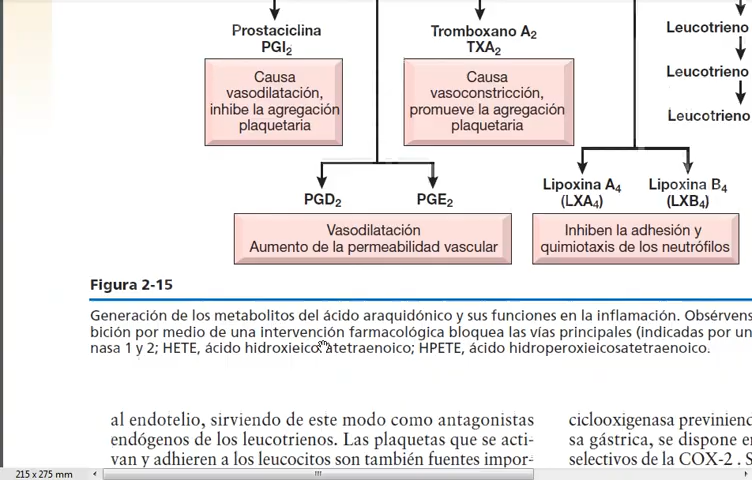 Prostaciclina
PGI2
Tromboxano A2
TXA2
Leucotrieno
Leucotrieno
Leucotrieno
Causa
vasodilatación,
inhibe la agregación
plaquetaria
Causa
vasoconstricción,
promueve la agregación
plaquetaria
PGD2
PGE2
Lipoxina A4
(LXA4)
Lipoxina B4
(LXB4)
Vasodilatación
Aumento de la permeabilidad vascular
Inhiben la adhesión y
quimiotaxis de los neutrófilos
Figura 2-15
Generación de los metabolitos del ácido araquidónico y sus funciones en la inflamación. Obsérvens
bición por medio de una intervención farmacológica bloquea las vías principales (indicadas por un
nasa 1 y 2; HETE, ácido hidroxieicosatetraenoico; HPETE, ácido hidroperoxieicosatetraenoico.
al endotelio, sirviendo de este modo como antagonistas
endógenos de los leucotrienos. Las plaquetas que se acti-
van y adhieren a los leucocitos son también fuentes impor-
ciclooxigenasa previnienc
sa gástrica, se dispone er
selectivos de la COX-2 . S
215 x 275 mm